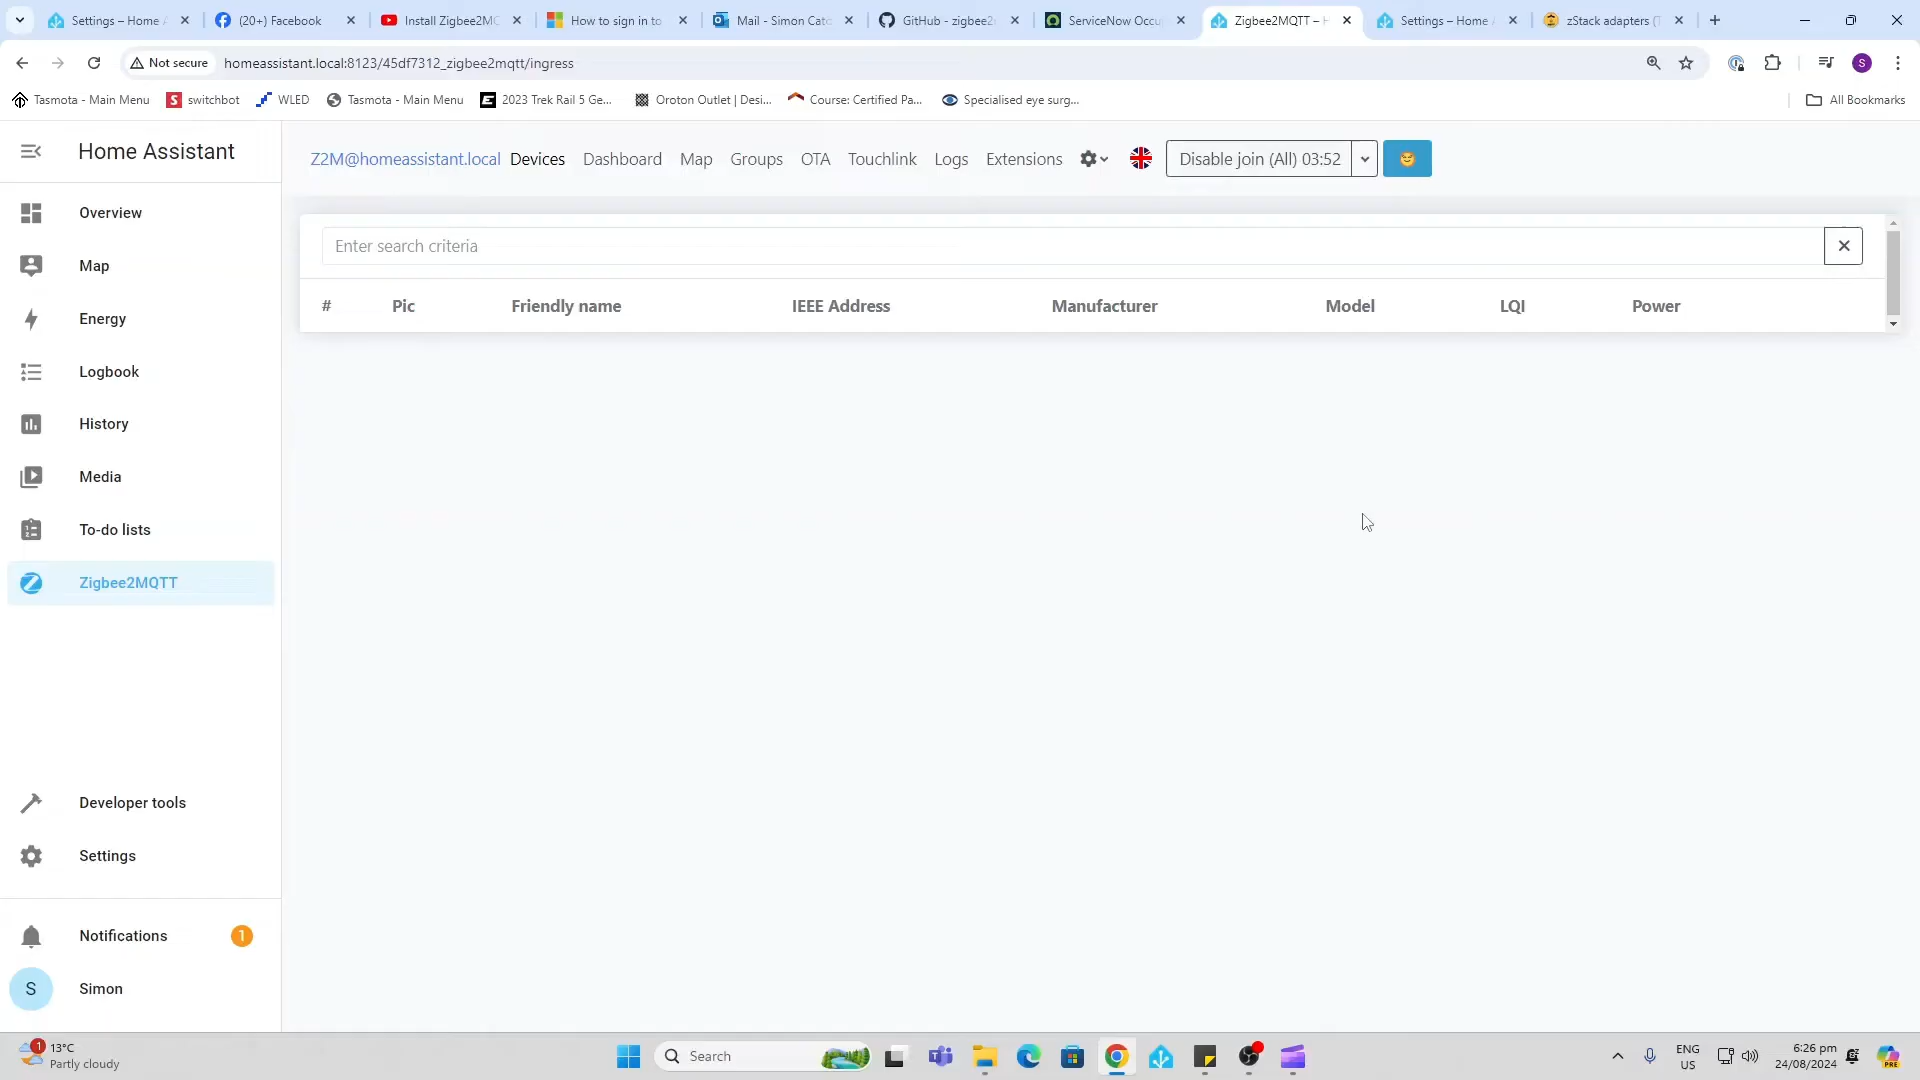 Settings – Home A
(20+) Facebook
Install Zigbee2MQ
How to sign in to
Mail - Simon Cato
GitHub - zigbee2
ServiceNow Occu
Zigbee2MQTT – H
Settings – Home A
zStack adapters (T
Not secure
homeassistant.local:8123/45df7312_zigbee2mqtt/ingress
S
Tasmota - Main Menu
switchbot
WLED
Tasmota - Main Menu
2023 Trek Rail 5 Ge...
Oroton Outlet | Desi...
Course: Certified Pa...
Specialised eye surg...
All Bookmarks
Home Assistant
Z2M@homeassistant.local Devices Dashboard Map Groups OTA Touchlink Logs Extensions
Disable join (All) 03:52
Overview
Map
Energy
Logbook
History
Media
To-do lists
Zigbee2MQTT
Developer tools
Settings
Notifications
1
S
Simon
Enter search criteria
# Pic Friendly name IEEE Address Manufacturer Model LQI Power
1
13°C
Partly cloudy
Search
ENG
US
6:26 pm
24/08/2024
PRE